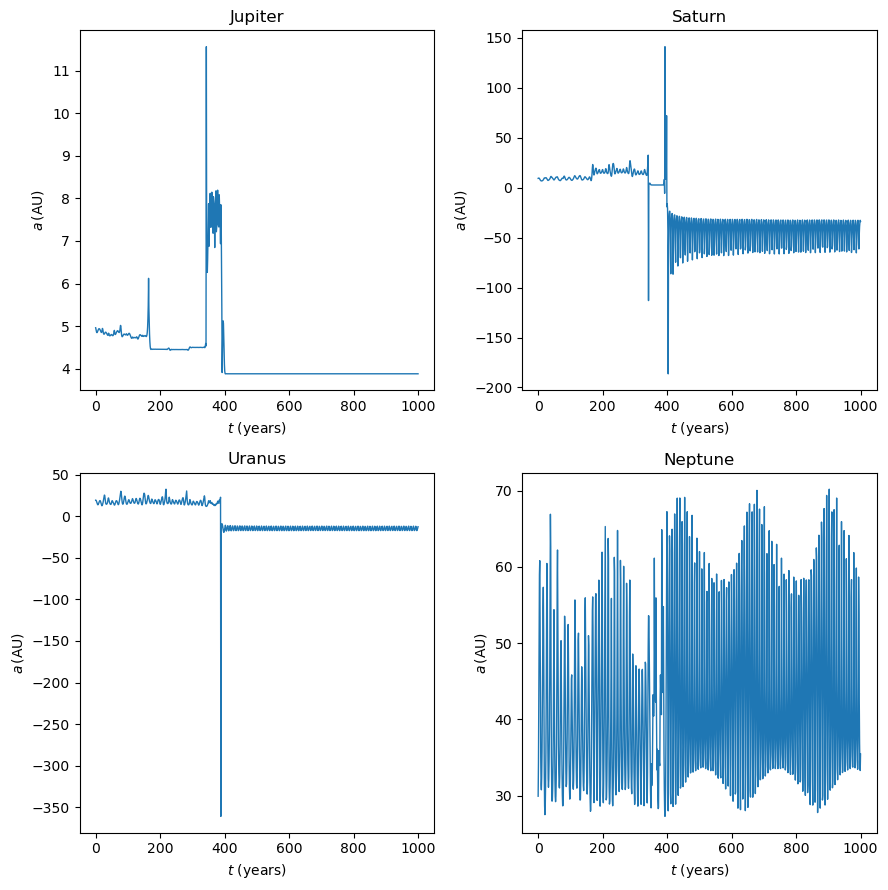 Jupiter
a (AU)
11
10
9
8
7
6
5
4
0 200 400 600 800 1000
t (years)
Saturn
a (AU)
150
100
50
0
−50
−100
−150
−200
0 200 400 600 800 1000
t (years)
Uranus
a (AU)
50
0
−50
−100
−150
−200
−250
−300
−350
0 200 400 600 800 1000
t (years)
Neptune
a (AU)
70
60
50
40
30
0 200 400 600 800 1000
t (years)